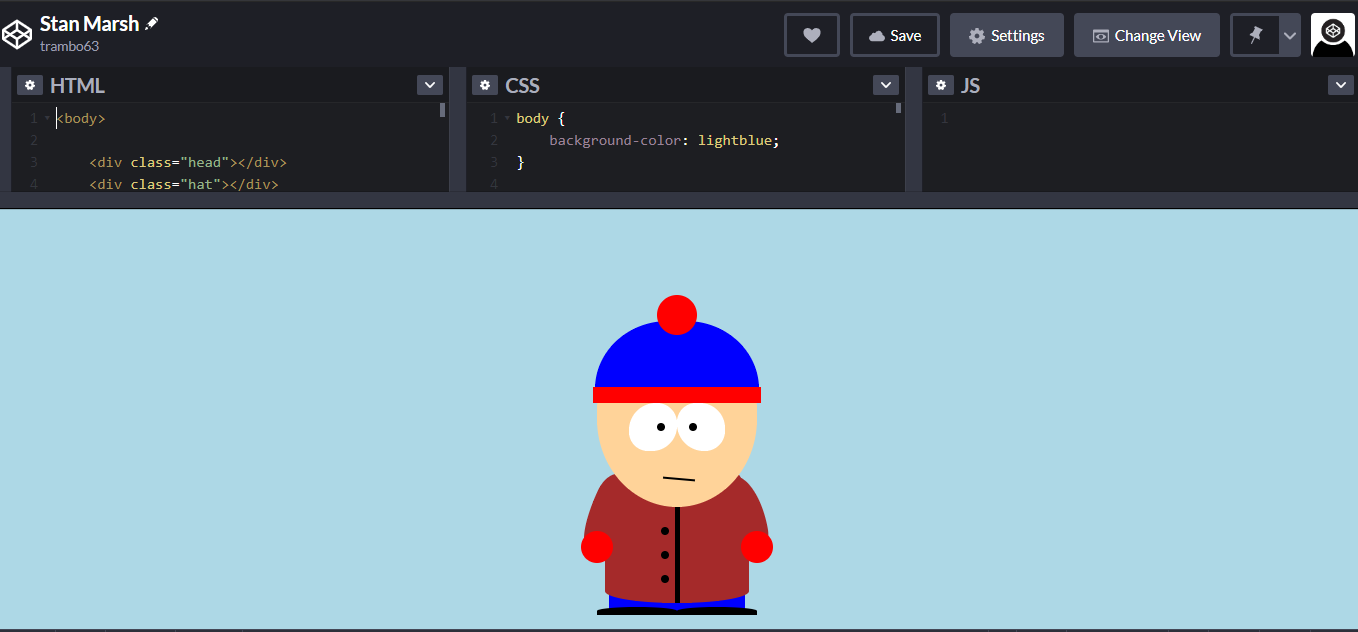 Stan Marsh
trambo63
Save
Settings
Change View
HTML
1 <body>
2
3 <div class="head"></div>
4 <div class="hat"></div>
CSS
1 body {
2 background-color: lightblue;
3 }
4
JS
1